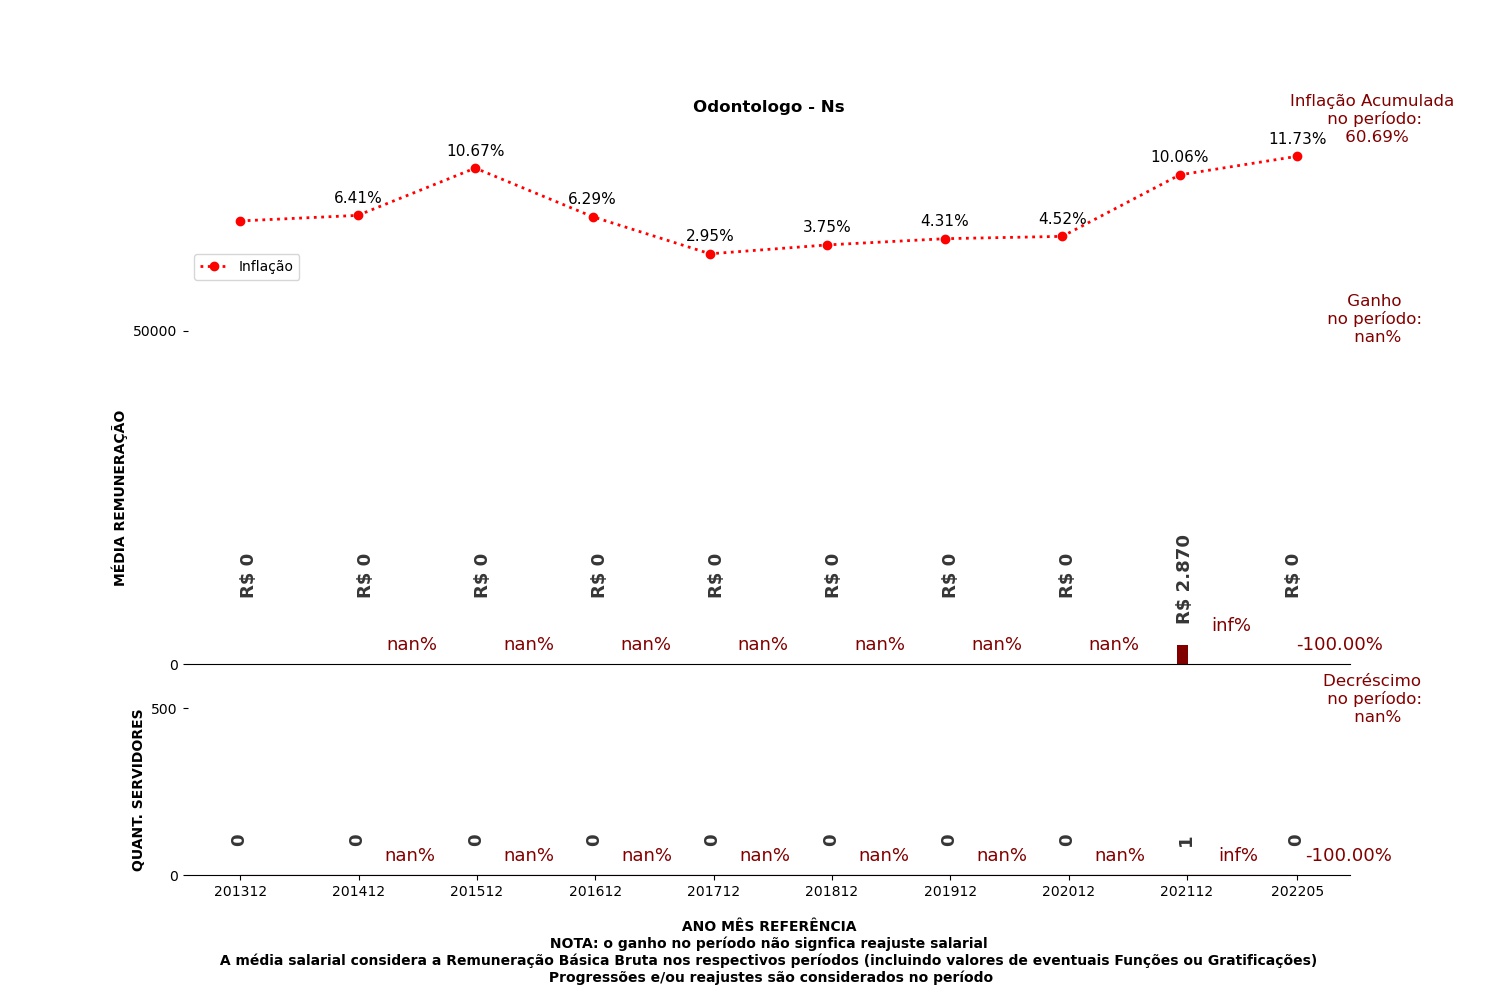 Odontologo - Ns
Inflação Acumulada
no período:
60.69%
6.41%
10.67%
6.29%
2.95%
3.75%
4.31%
4.52%
10.06%
11.73%
Inflação
Ganho
no período:
nan%
50000
0
MÉDIA REMUNERAÇÃO
R$ 0
R$ 0
R$ 0
R$ 0
R$ 0
R$ 0
R$ 0
R$ 0
R$ 2.870
R$ 0
nan%
nan%
nan%
nan%
nan%
nan%
nan%
inf%
-100.00%
Decréscimo
no período:
nan%
500
0
QUANT. SERVIDORES
0
0
0
0
0
0
0
0
1
0
nan%
nan%
nan%
nan%
nan%
nan%
nan%
inf%
-100.00%
201312
201412
201512
201612
201712
201812
201912
202012
202112
202205
ANO MÊS REFERÊNCIA
NOTA: o ganho no período não signfica reajuste salarial
A média salarial considera a Remuneração Básica Bruta nos respectivos períodos (incluindo valores de eventuais Funções ou Gratificações)
Progressões e/ou reajustes são considerados no período